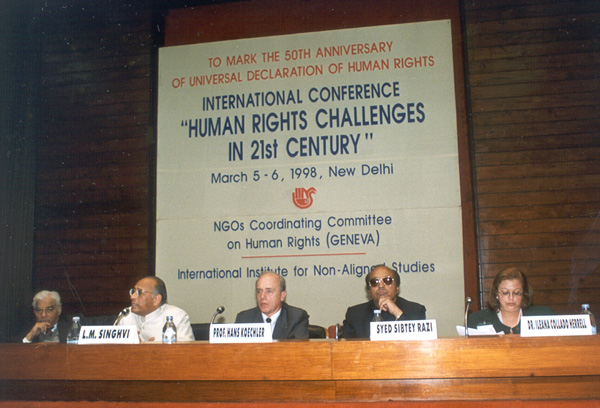 TO MARK THE 50TH ANNIVERSARY
OF UNIVERSAL DECLARATION OF HUMAN RIGHTS
INTERNATIONAL CONFERENCE
"HUMAN RIGHTS CHALLENGES
IN 21st CENTURY"
March 5 - 6, 1998, New Delhi
NGOs Coordinating Committee
on Human Rights (GENEVA)
International Institute for Non-Aligned Studies
L.M. SINGHVI
PROF. HANS KOECHLER
SYED SIBTEY RAZI
DR. ILEANA COLLADO HERRELL